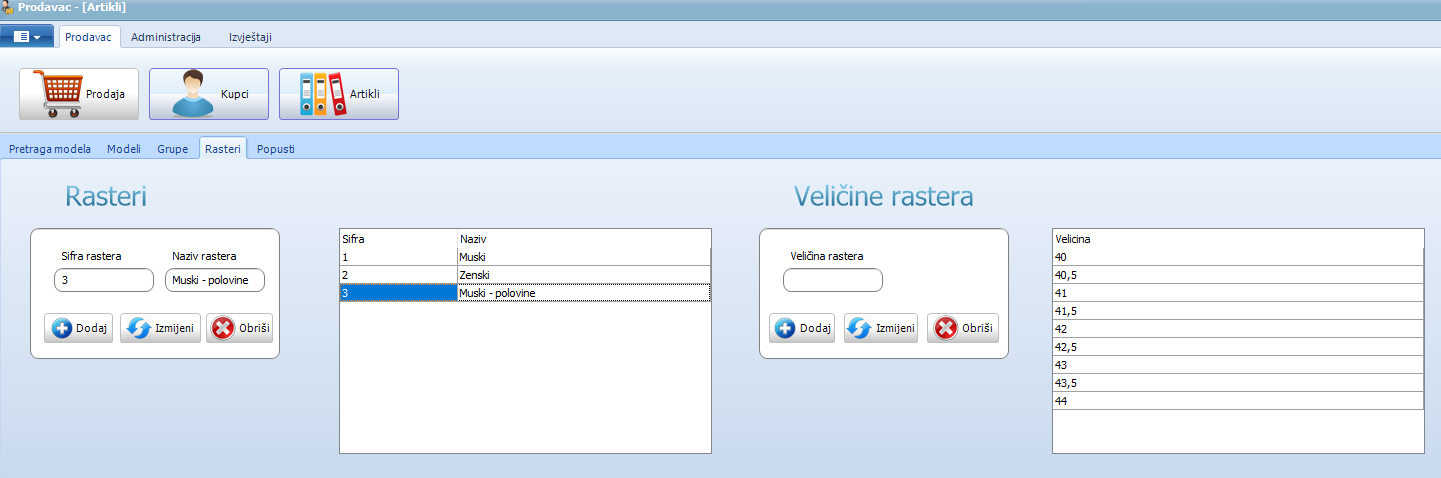 Prodavac - [Artikli]
Prodavac Administracija Izvještaji
Prodaja Kupci Artikli
Pretraga modela Modeli Grupe Rasteri Popusti
Rasteri
Sifra rastera Naziv rastera
3 Muski - polovine
Dodaj Izmijeni Obriši
Sifra Naziv
1 Muski
2 Zenski
3 Muski - polovine
Veličine rastera
Veličina rastera
Dodaj Izmijeni Obriši
Velicina
40
40,5
41
41,5
42
42,5
43
43,5
44